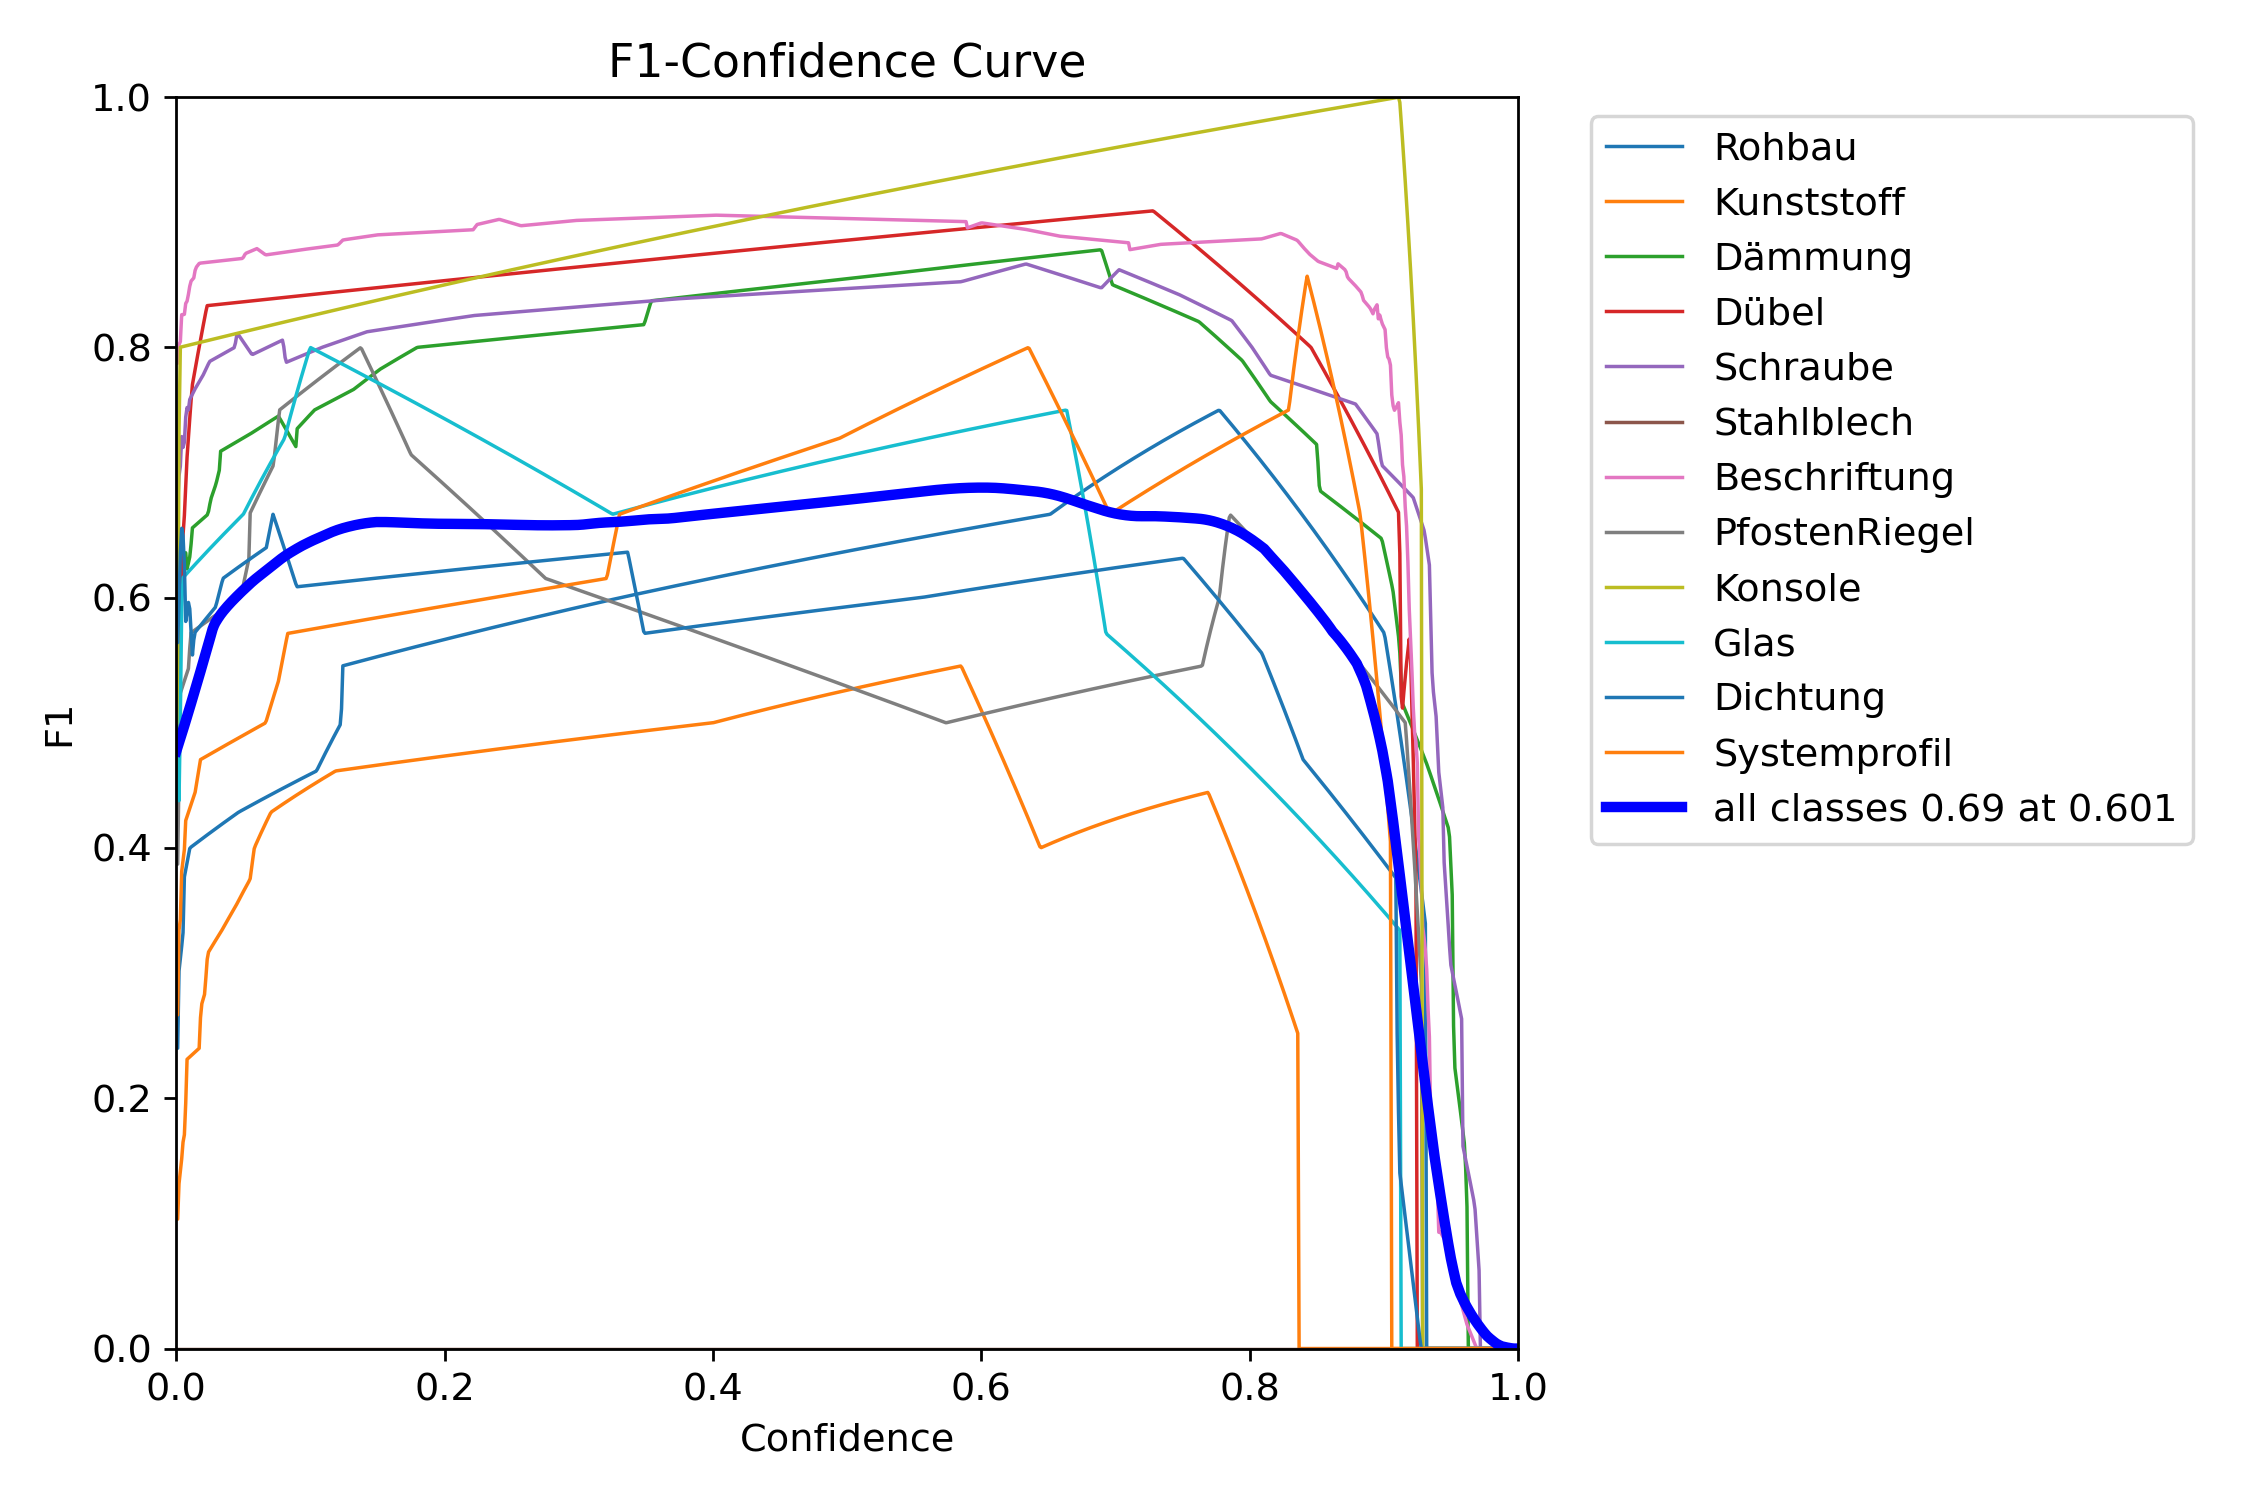 F1-Confidence Curve
1.0
0.8
0.6
0.4
0.2
0.0
F1
0.0 0.2 0.4 0.6 0.8 1.0
Confidence
Rohbau
Kunststoff
Dämmung
Dübel
Schraube
Stahlblech
Beschriftung
PfostenRiegel
Konsole
Glas
Dichtung
Systemprofil
all classes 0.69 at 0.601